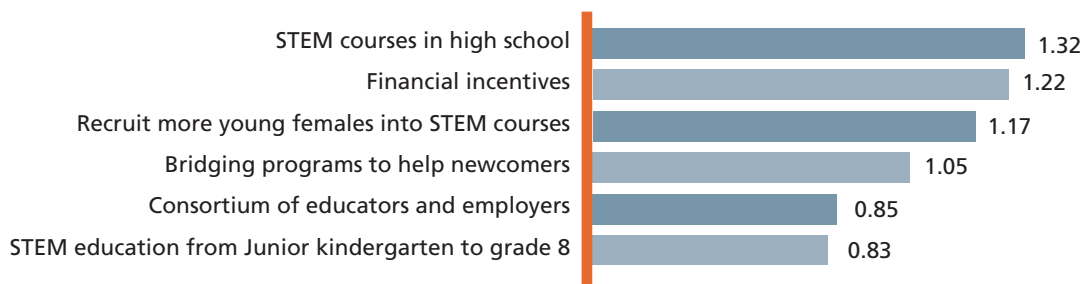 STEM courses in high school 1.32
Financial incentives 1.22
Recruit more young females into STEM courses 1.17
Bridging programs to help newcomers 1.05
Consortium of educators and employers 0.85
STEM education from Junior kindergarten to grade 8 0.83